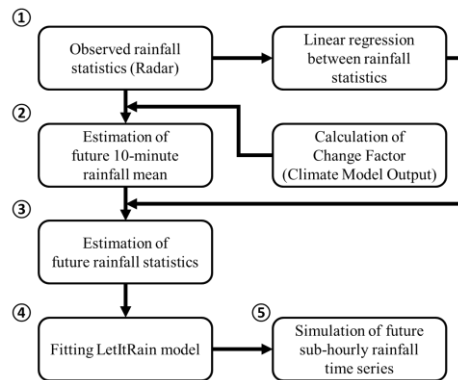 ①
Observed rainfall
statistics (Radar)
Linear regression
between rainfall
statistics
②
Estimation of
future 10-minute
rainfall mean
Calculation of
Change Factor
(Climate Model Output)
③
Estimation of
future rainfall statistics
④
Fitting LetItRain model
⑤
Simulation of future
sub-hourly rainfall
time series